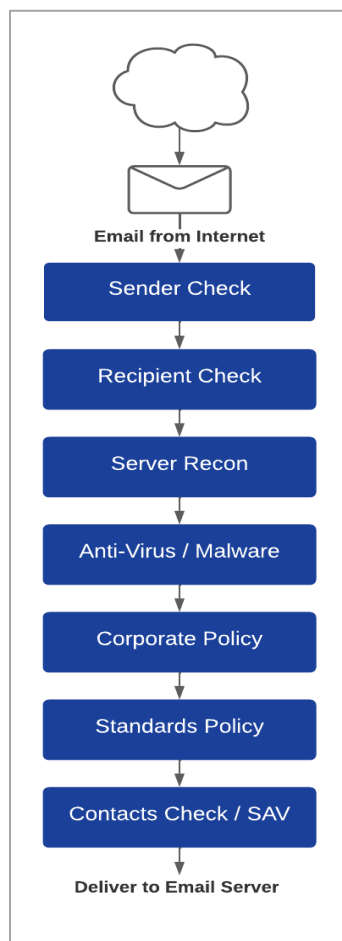 Email from Internet
Sender Check
Recipient Check
Server Recon
Anti-Virus / Malware
Corporate Policy
Standards Policy
Contacts Check / SAV
Deliver to Email Server